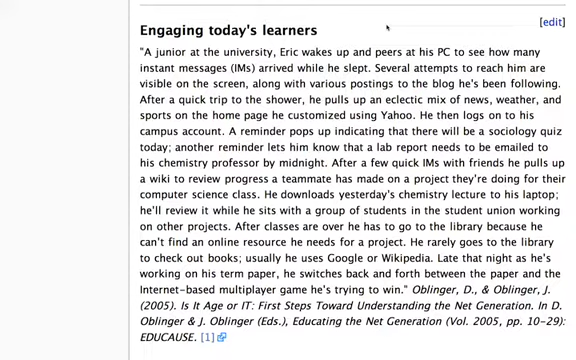 [edit]
Engaging today's learners
"A junior at the university, Eric wakes up and peers at his PC to see how many
instant messages (IMs) arrived while he slept. Several attempts to reach him are
visible on the screen, along with various postings to the blog he's been following.
After a quick trip to the shower, he pulls up an eclectic mix of news, weather, and
sports on the home page he customized using Yahoo. He then logs on to his
campus account. A reminder pops up indicating that there will be a sociology quiz
today; another reminder lets him know that a lab report needs to be emailed to
his chemistry professor by midnight. After a few quick IMs with friends he pulls up
a wiki to review progress a teammate has made on a project they're doing for their
computer science class. He downloads yesterday's chemistry lecture to his laptop;
he'll review it while he sits with a group of students in the student union working
on other projects. After classes are over he has to go to the library because he
can't find an online resource he needs for a project. He rarely goes to the library
to check out books; usually he uses Google or Wikipedia. Late that night as he's
working on his term paper, he switches back and forth between the paper and the
Internet-based multiplayer game he's trying to win." Oblinger, D., & Oblinger, J.
(2005). Is It Age or IT: First Steps Toward Understanding the Net Generation. In D.
Oblinger & J. Oblinger (Eds.), Educating the Net Generation (Vol. 2005, pp. 10-29):
EDUCAUSE. [1]